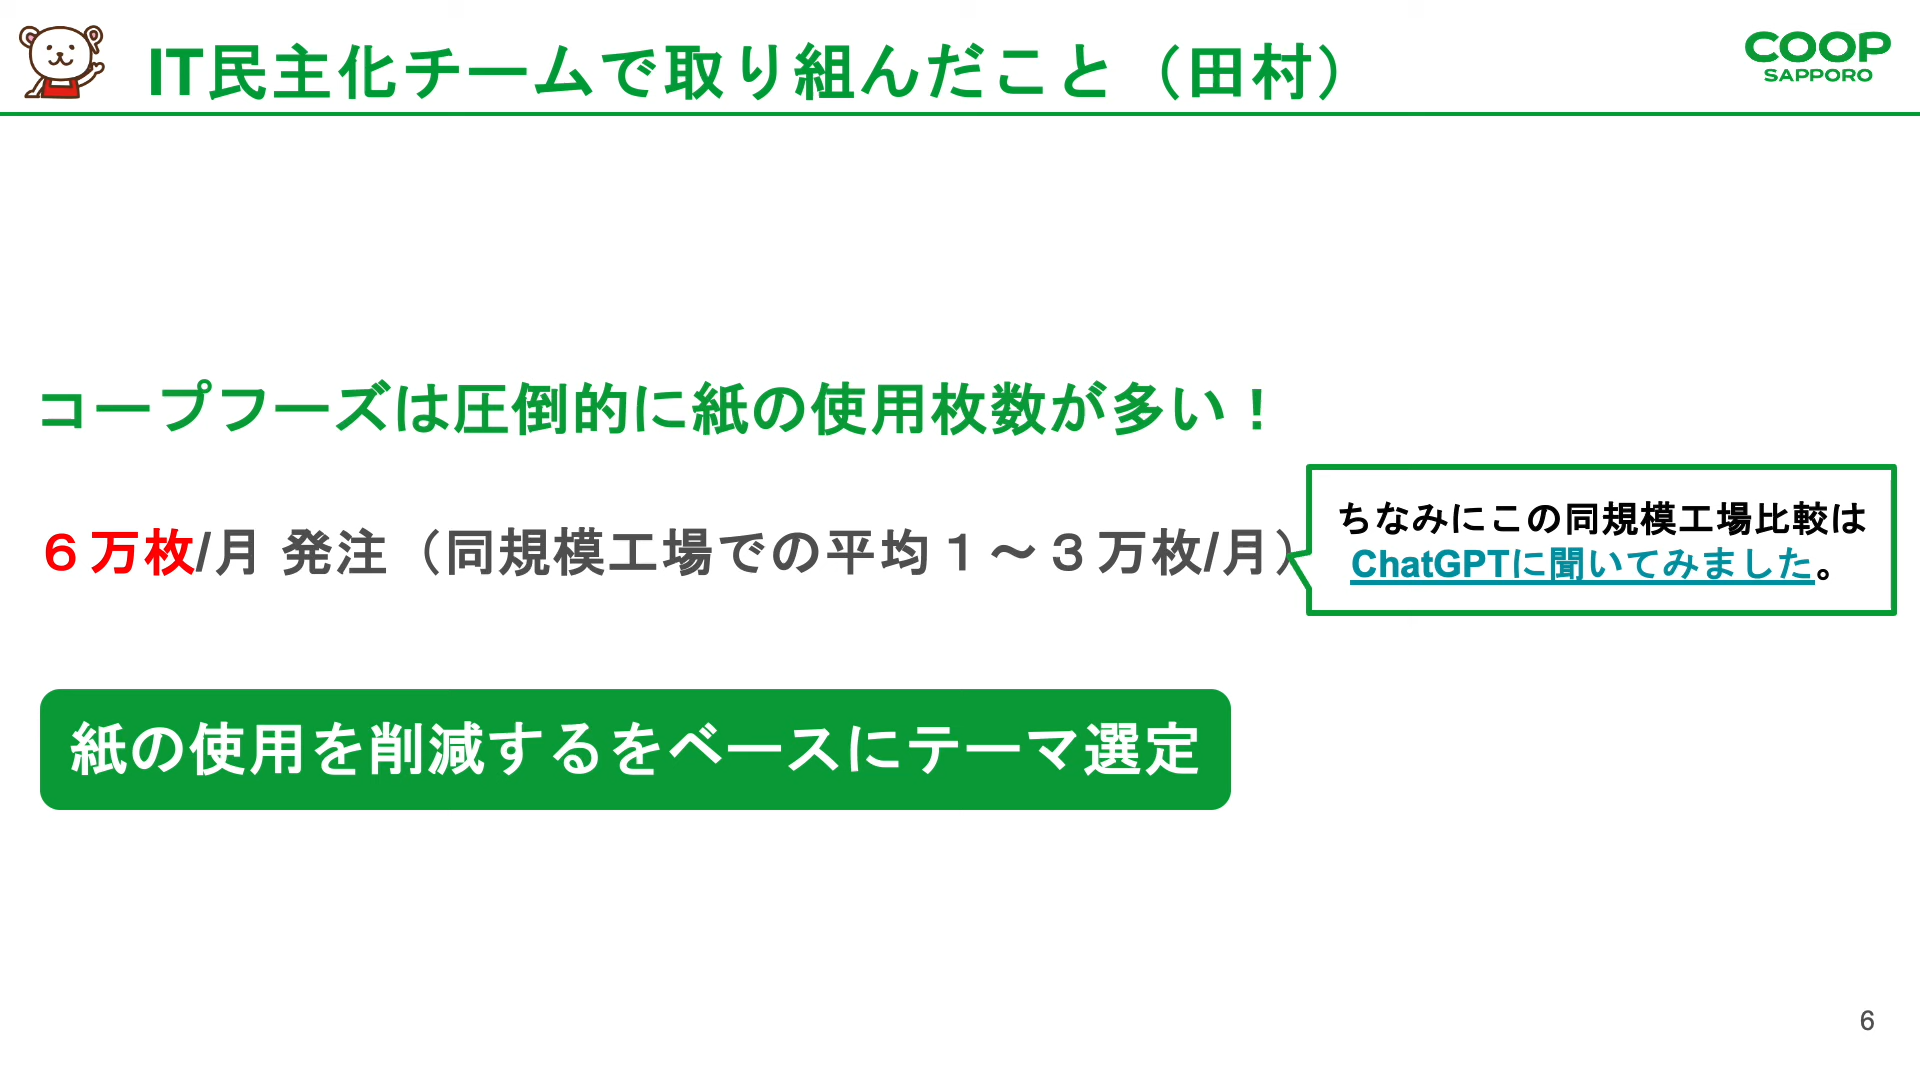 IT民主化チームで取り組んだこと（田村）
COOP
SAPPORO
コープフーズは圧倒的に紙の使用枚数が多い！
６万枚/月 発注（同規模工場での平均１～３万枚/月）
ちなみにこの同規模工場比較は
ChatGPTに聞いてみました。
紙の使用を削減するをベースにテーマ選定
6